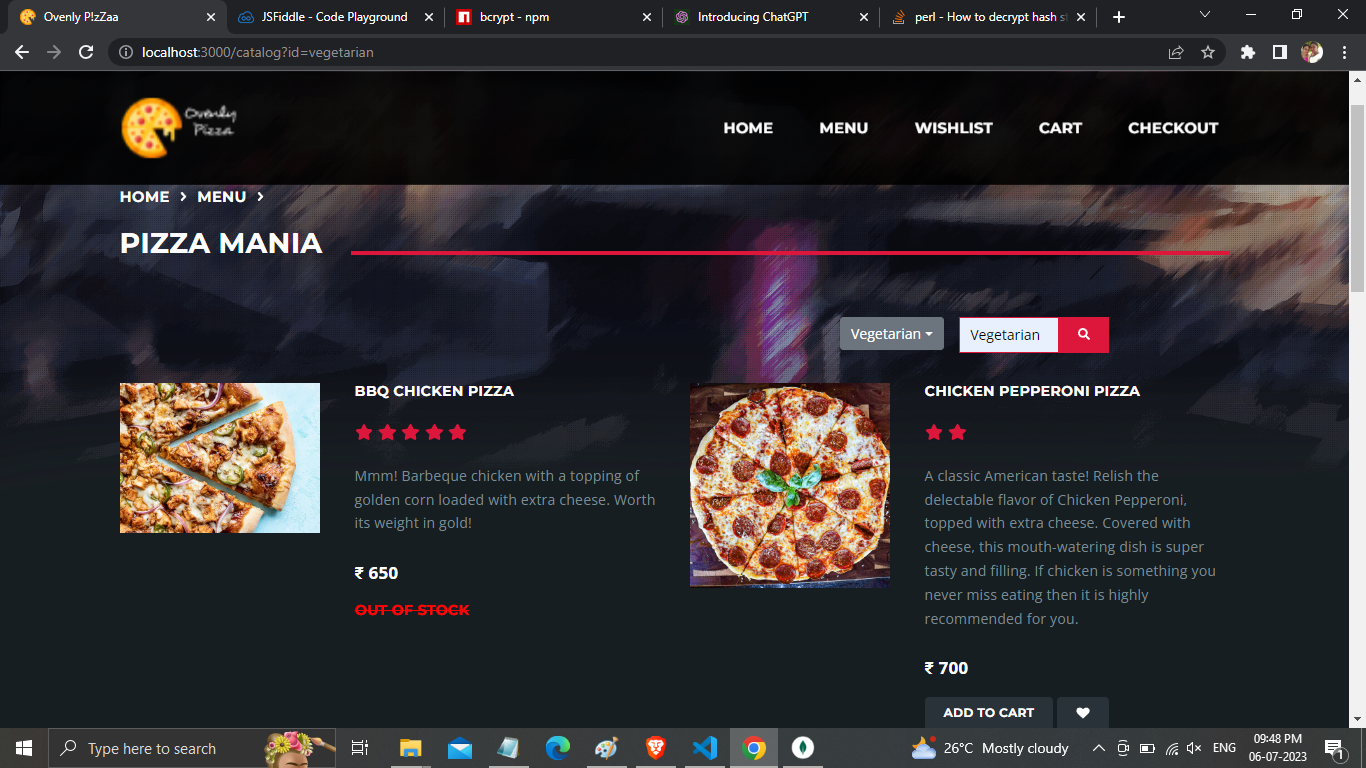 Ovenly P!zZaa
JSFiddle - Code Playground
bcrypt - npm
Introducing ChatGPT
perl - How to decrypt hash st
localhost:3000/catalog?id=vegetarian
Ovenly
Pizza
HOME
MENU
WISHLIST
CART
CHECKOUT
HOME > MENU >
PIZZA MANIA
Vegetarian
Vegetarian
BBQ CHICKEN PIZZA
Mmm! Barbeque chicken with a topping of
golden corn loaded with extra cheese. Worth
its weight in gold!
₹ 650
OUT OF STOCK
CHICKEN PEPPERONI PIZZA
A classic American taste! Relish the
delectable flavor of Chicken Pepperoni,
topped with extra cheese. Covered with
cheese, this mouth-watering dish is super
tasty and filling. If chicken is something you
never miss eating then it is highly
recommended for you.
₹ 700
ADD TO CART
Type here to search
26°C Mostly cloudy
ENG
09:48 PM
06-07-2023
1